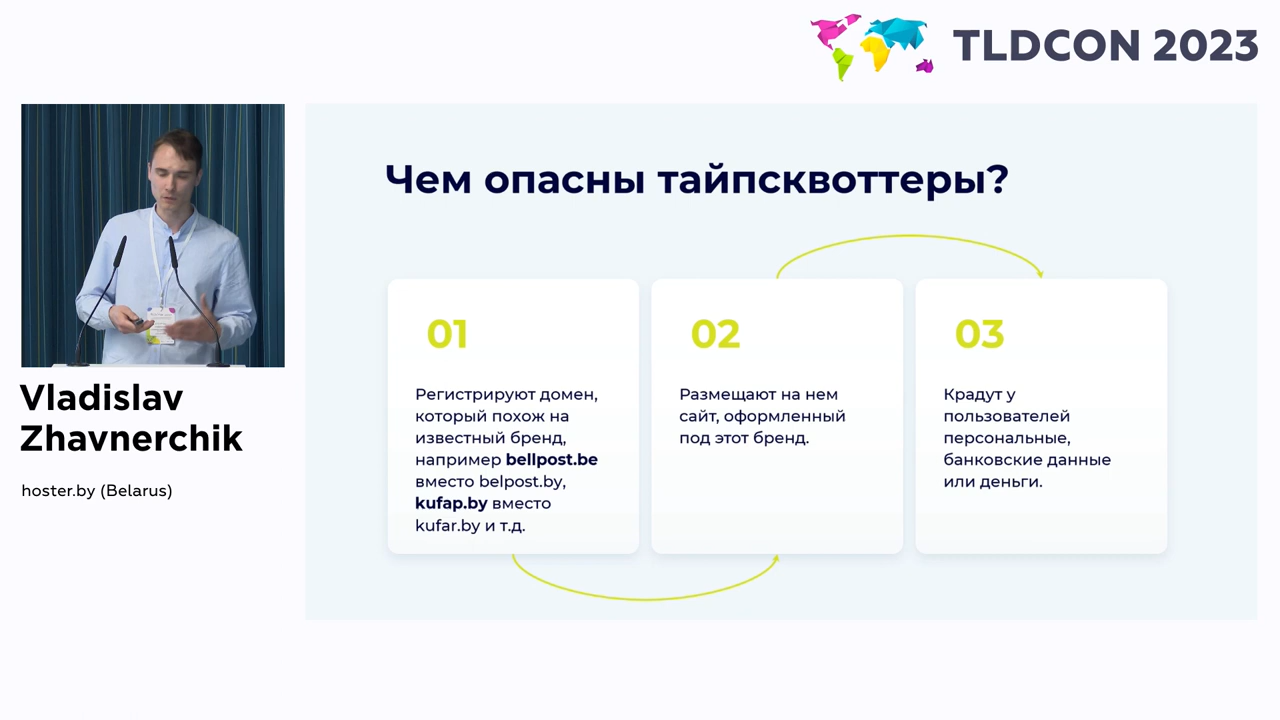 TLDCON 2023
Vladislav
Zhavnerchik
hoster.by (Belarus)
Чем опасны тайпсквоттеры?
01
Регистрируют домен,
который похож на
известный бренд,
например bellpost.be
вместо belpost.by,
kufap.by вместо
kufar.by и т.д.
02
Размещают на нем
сайт, оформленный
под этот бренд.
03
Крадут у
пользователей
персональные,
банковские данные
или деньги.